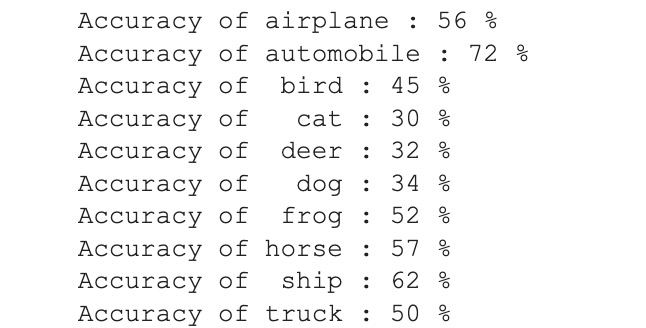 Accuracy of airplane : 56 %
Accuracy of automobile : 72 %
Accuracy of  bird : 45 %
Accuracy of   cat : 30 %
Accuracy of  deer : 32 %
Accuracy of   dog : 34 %
Accuracy of  frog : 52 %
Accuracy of horse : 57 %
Accuracy of  ship : 62 %
Accuracy of truck : 50 %